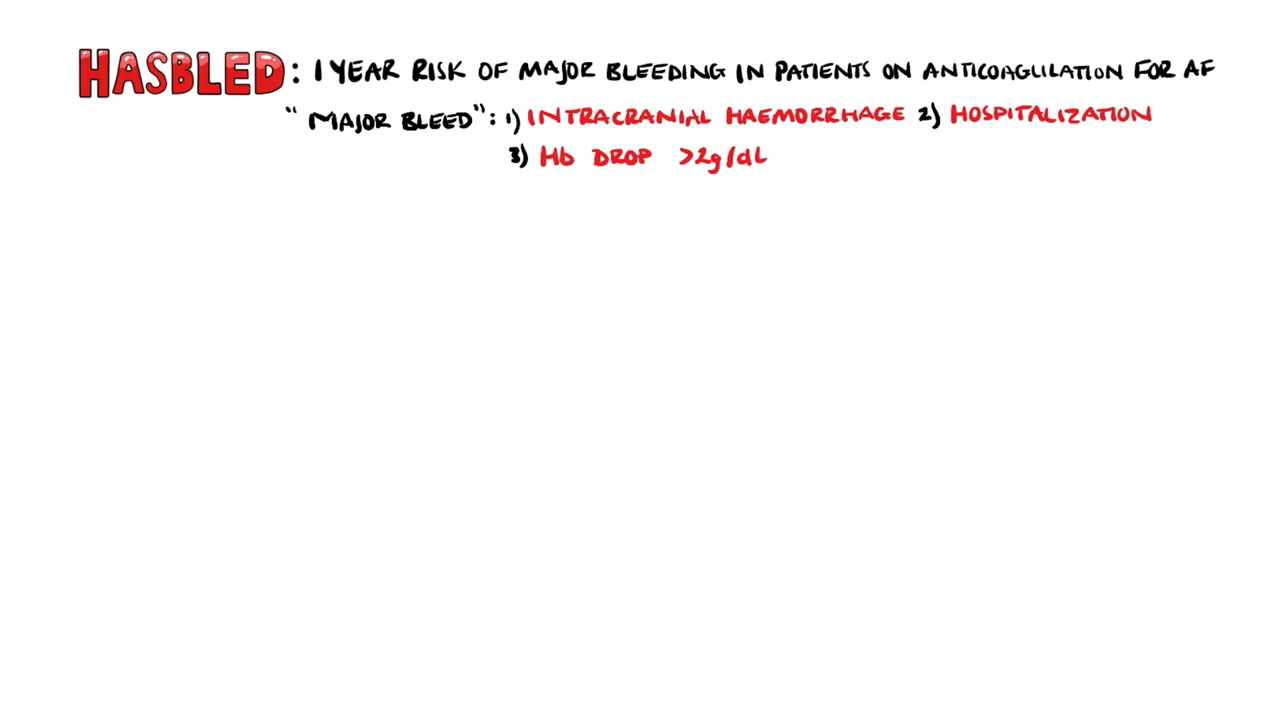 HASBLED: 1 YEAR RISK OF MAJOR BLEEDING IN PATIENTS ON ANTICOAGULATION FOR AF
"MAJOR BLEED": 1) INTRACRANIAL HAEMORRHAGE 2) HOSPITALIZATION
3) Hb DROP >2g/dL